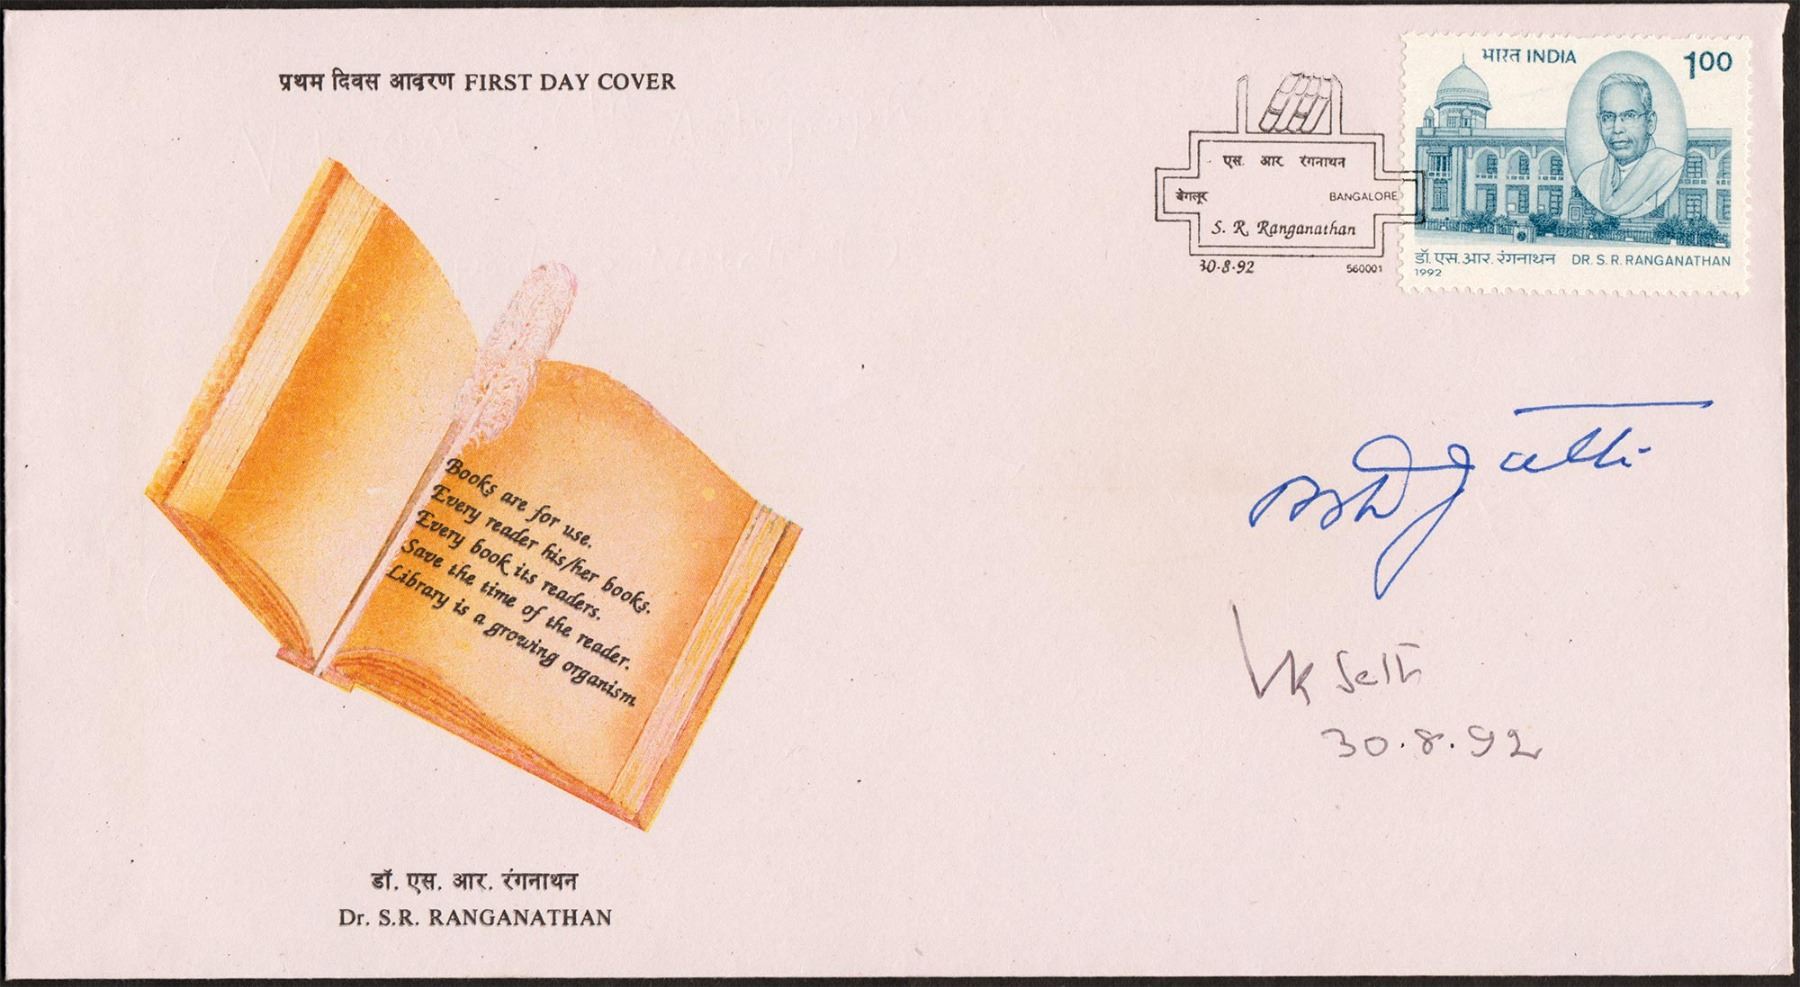 प्रथम दिवस आवरण FIRST DAY COVER
भारत INDIA
1.00
डॉ. एस. आर. रंगनाथन DR. S. R. RANGANATHAN
1992
एस. आर. रंगनाथन
बेंगलूर BANGALORE
S. R. Ranganathan
30.8.92 560001
Books are for use.
Every reader his/her books.
Every book its readers.
Save the time of the reader.
Library is a growing organism
VK Seth
30.8.92
डॉ. एस. आर. रंगनाथन
Dr. S.R. RANGANATHAN